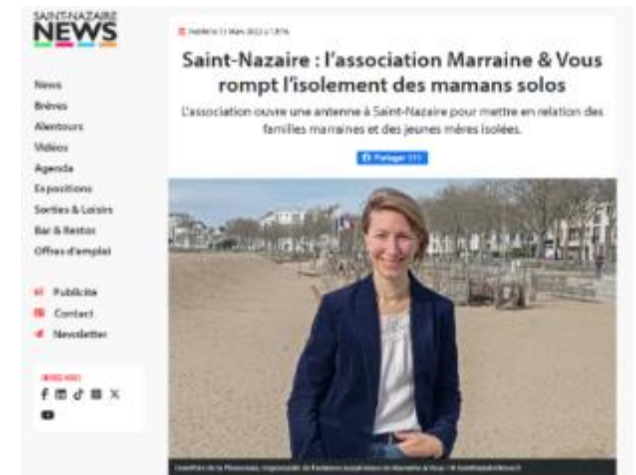 SAINT-NAZAIRE
NEWS
Saint-Nazaire : l'association Marraine & Vous
rompt l'isolement des mamans solos
L'association ouvre une antenne à Saint-Nazaire pour mettre en relation des
familles marraines et des jeunes mères isolées.
Partager
News
Brèves
Alentours
Vidéos
Agenda
Expositions
Sorties & Loisirs
Bar & Restos
Offres d'emploi
Publicité
Contact
Newsletter